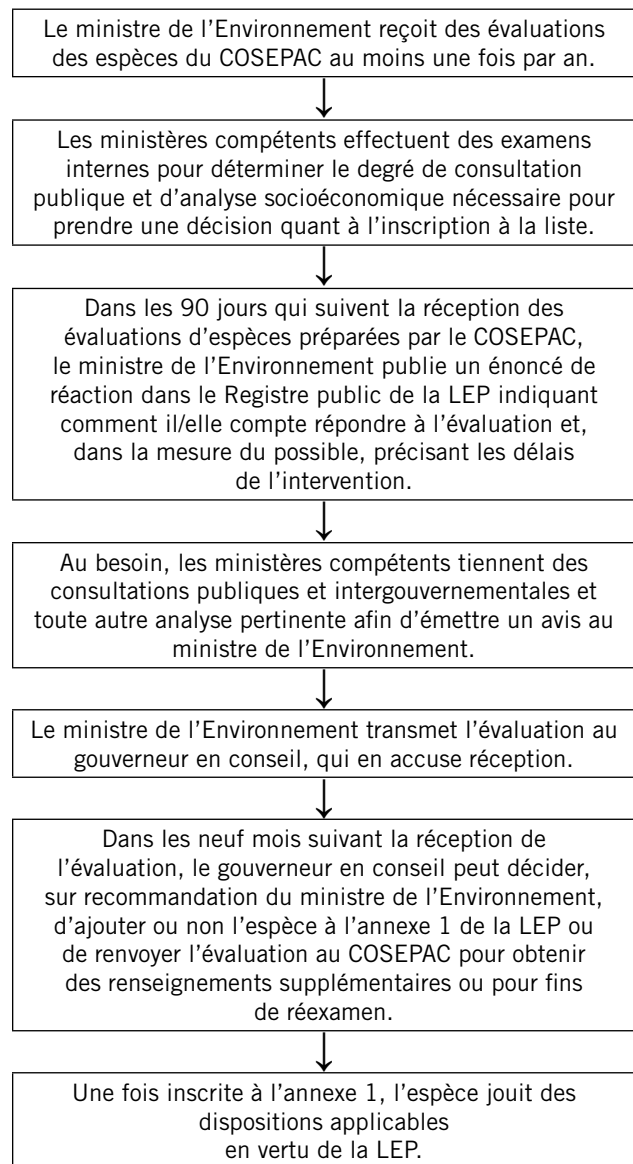 Le ministre de l’Environnement reçoit des évaluations
des espèces du COSEPAC au moins une fois par an.
Les ministères compétents effectuent des examens
internes pour déterminer le degré de consultation
publique et d’analyse socioéconomique nécessaire pour
prendre une décision quant à l’inscription à la liste.
Dans les 90 jours qui suivent la réception des
évaluations d’espèces préparées par le COSEPAC,
le ministre de l’Environnement publie un énoncé de
réaction dans le Registre public de la LEP indiquant
comment il/elle compte répondre à l’évaluation et,
dans la mesure du possible, précisant les délais
de l’intervention.
Au besoin, les ministères compétents tiennent des
consultations publiques et intergouvernementales et
toute autre analyse pertinente afin d’émettre un avis au
ministre de l’Environnement.
Le ministre de l’Environnement transmet l’évaluation au
gouverneur en conseil, qui en accuse réception.
Dans les neuf mois suivant la réception de
l’évaluation, le gouverneur en conseil peut décider,
sur recommandation du ministre de l’Environnement,
d’ajouter ou non l’espèce à l’annexe 1 de la LEP ou
de renvoyer l’évaluation au COSEPAC pour obtenir
des renseignements supplémentaires ou pour fins
de réexamen.
Une fois inscrite à l’annexe 1, l’espèce jouit des
dispositions applicables
en vertu de la LEP.